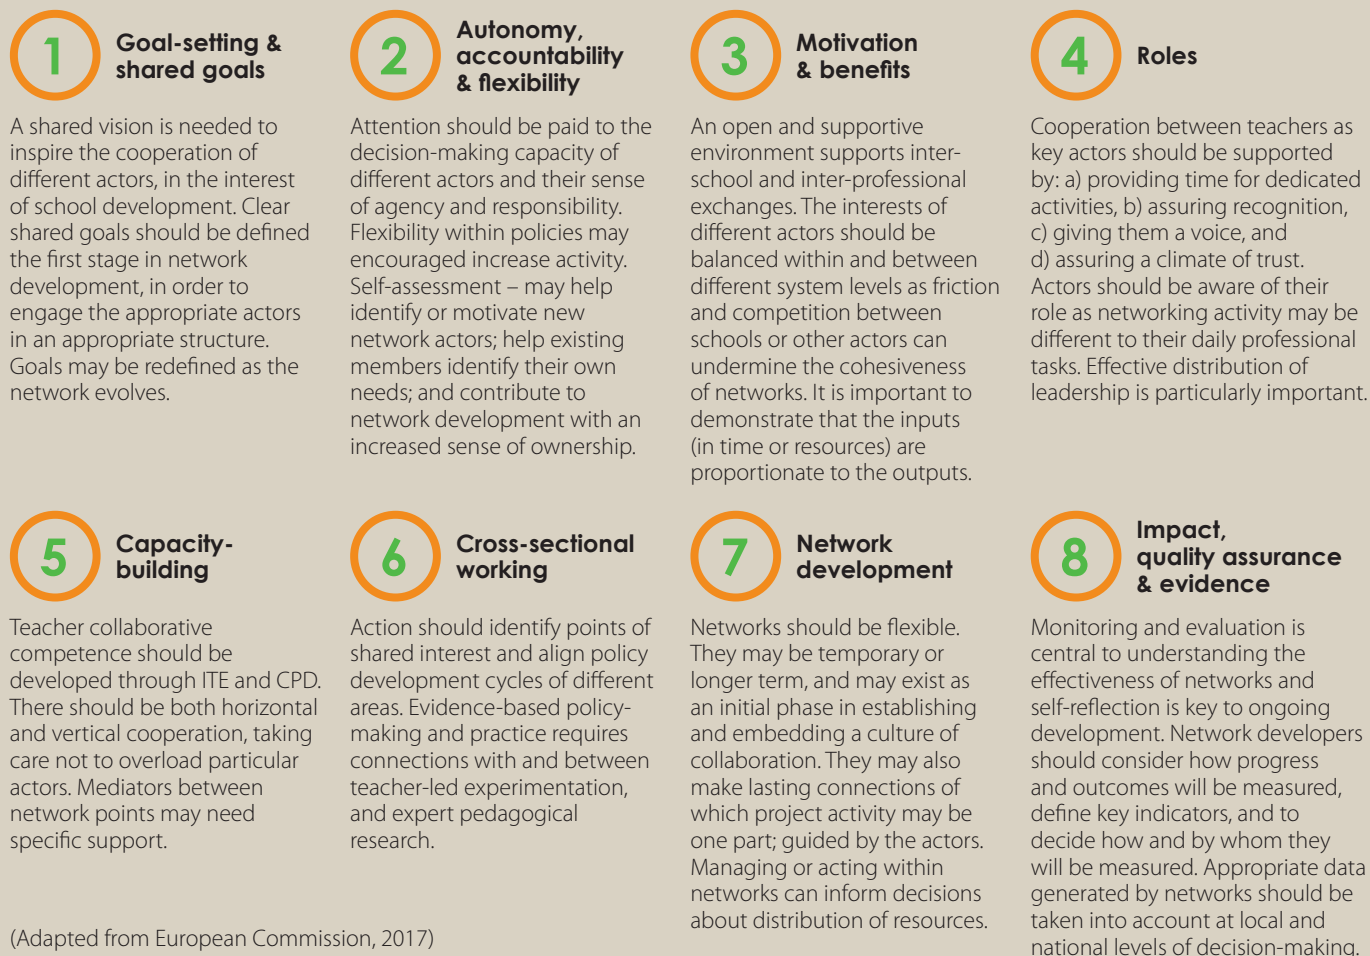 1
Goal-setting &
shared goals
A shared vision is needed to
inspire the cooperation of
different actors, in the interest
of school development. Clear
shared goals should be defined
the first stage in network
development, in order to
engage the appropriate actors
in an appropriate structure.
Goals may be redefined as the
network evolves.
2
Autonomy,
accountability
& flexibility
Attention should be paid to the
decision-making capacity of
different actors and their sense
of agency and responsibility.
Flexibility within policies may
encouraged increase activity.
Self-assessment – may help
identify or motivate new
network actors; help existing
members identify their own
needs; and contribute to
network development with an
increased sense of ownership.
3
Motivation
& benefits
An open and supportive
environment supports inter-
school and inter-professional
exchanges. The interests of
different actors should be
balanced within and between
different system levels as friction
and competition between
schools or other actors can
undermine the cohesiveness
of networks. It is important to
demonstrate that the inputs
(in time or resources) are
proportionate to the outputs.
4
Roles
Cooperation between teachers as
key actors should be supported
by: a) providing time for dedicated
activities, b) assuring recognition,
c) giving them a voice, and
d) assuring a climate of trust.
Actors should be aware of their
role as networking activity may be
different to their daily professional
tasks. Effective distribution of
leadership is particularly important.
5
Capacity-
building
Teacher collaborative
competence should be
developed through ITE and CPD.
There should be both horizontal
and vertical cooperation, taking
care not to overload particular
actors. Mediators between
network points may need
specific support.
6
Cross-sectional
working
Action should identify points of
shared interest and align policy
development cycles of different
areas. Evidence-based policy-
making and practice requires
connections with and between
teacher-led experimentation,
and expert pedagogical
research.
7
Network
development
Networks should be flexible.
They may be temporary or
longer term, and may exist as
an initial phase in establishing
and embedding a culture of
collaboration. They may also
make lasting connections of
which project activity may be
one part; guided by the actors.
Managing or acting within
networks can inform decisions
about distribution of resources.
8
Impact,
quality assurance
& evidence
Monitoring and evaluation is
central to understanding the
effectiveness of networks and
self-reflection is key to ongoing
development. Network developers
should consider how progress
and outcomes will be measured,
define key indicators, and to
decide how and by whom they
will be measured. Appropriate data
generated by networks should be
taken into account at local and
national levels of decision-making.
(Adapted from European Commission, 2017)